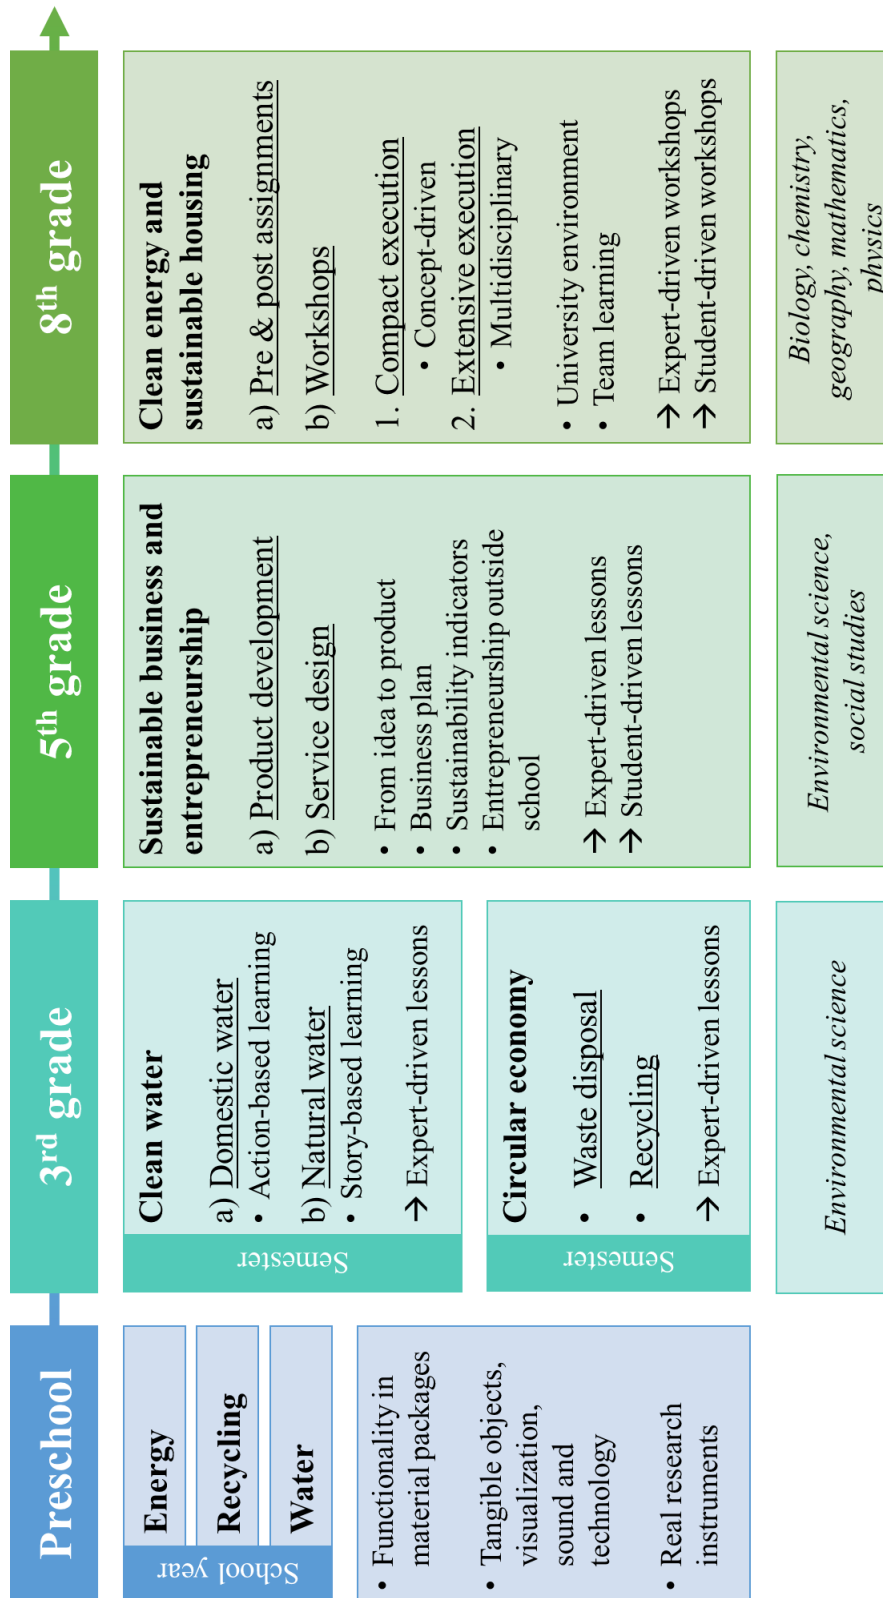 Preschool
School year
Energy
Recycling
Water
• Functionality in
material packages
• Tangible objects,
visualization,
sound and
technology
• Real research
instruments
3rd grade
Semester
Clean water
a) Domestic water
• Action-based learning
b) Natural water
• Story-based learning
→ Expert-driven lessons
Semester
Circular economy
• Waste disposal
• Recycling
→ Expert-driven lessons
Environmental science
5th grade
Sustainable business and
entrepreneurship
a) Product development
b) Service design
• From idea to product
• Business plan
• Sustainability indicators
• Entrepreneurship outside
school
→ Expert-driven lessons
→ Student-driven lessons
Environmental science,
social studies
8th grade
Clean energy and
sustainable housing
a) Pre & post assignments
b) Workshops
1. Compact execution
• Concept-driven
2. Extensive execution
• Multidisciplinary
• University environment
• Team learning
→ Expert-driven workshops
→ Student-driven workshops
Biology, chemistry,
geography, mathematics,
physics